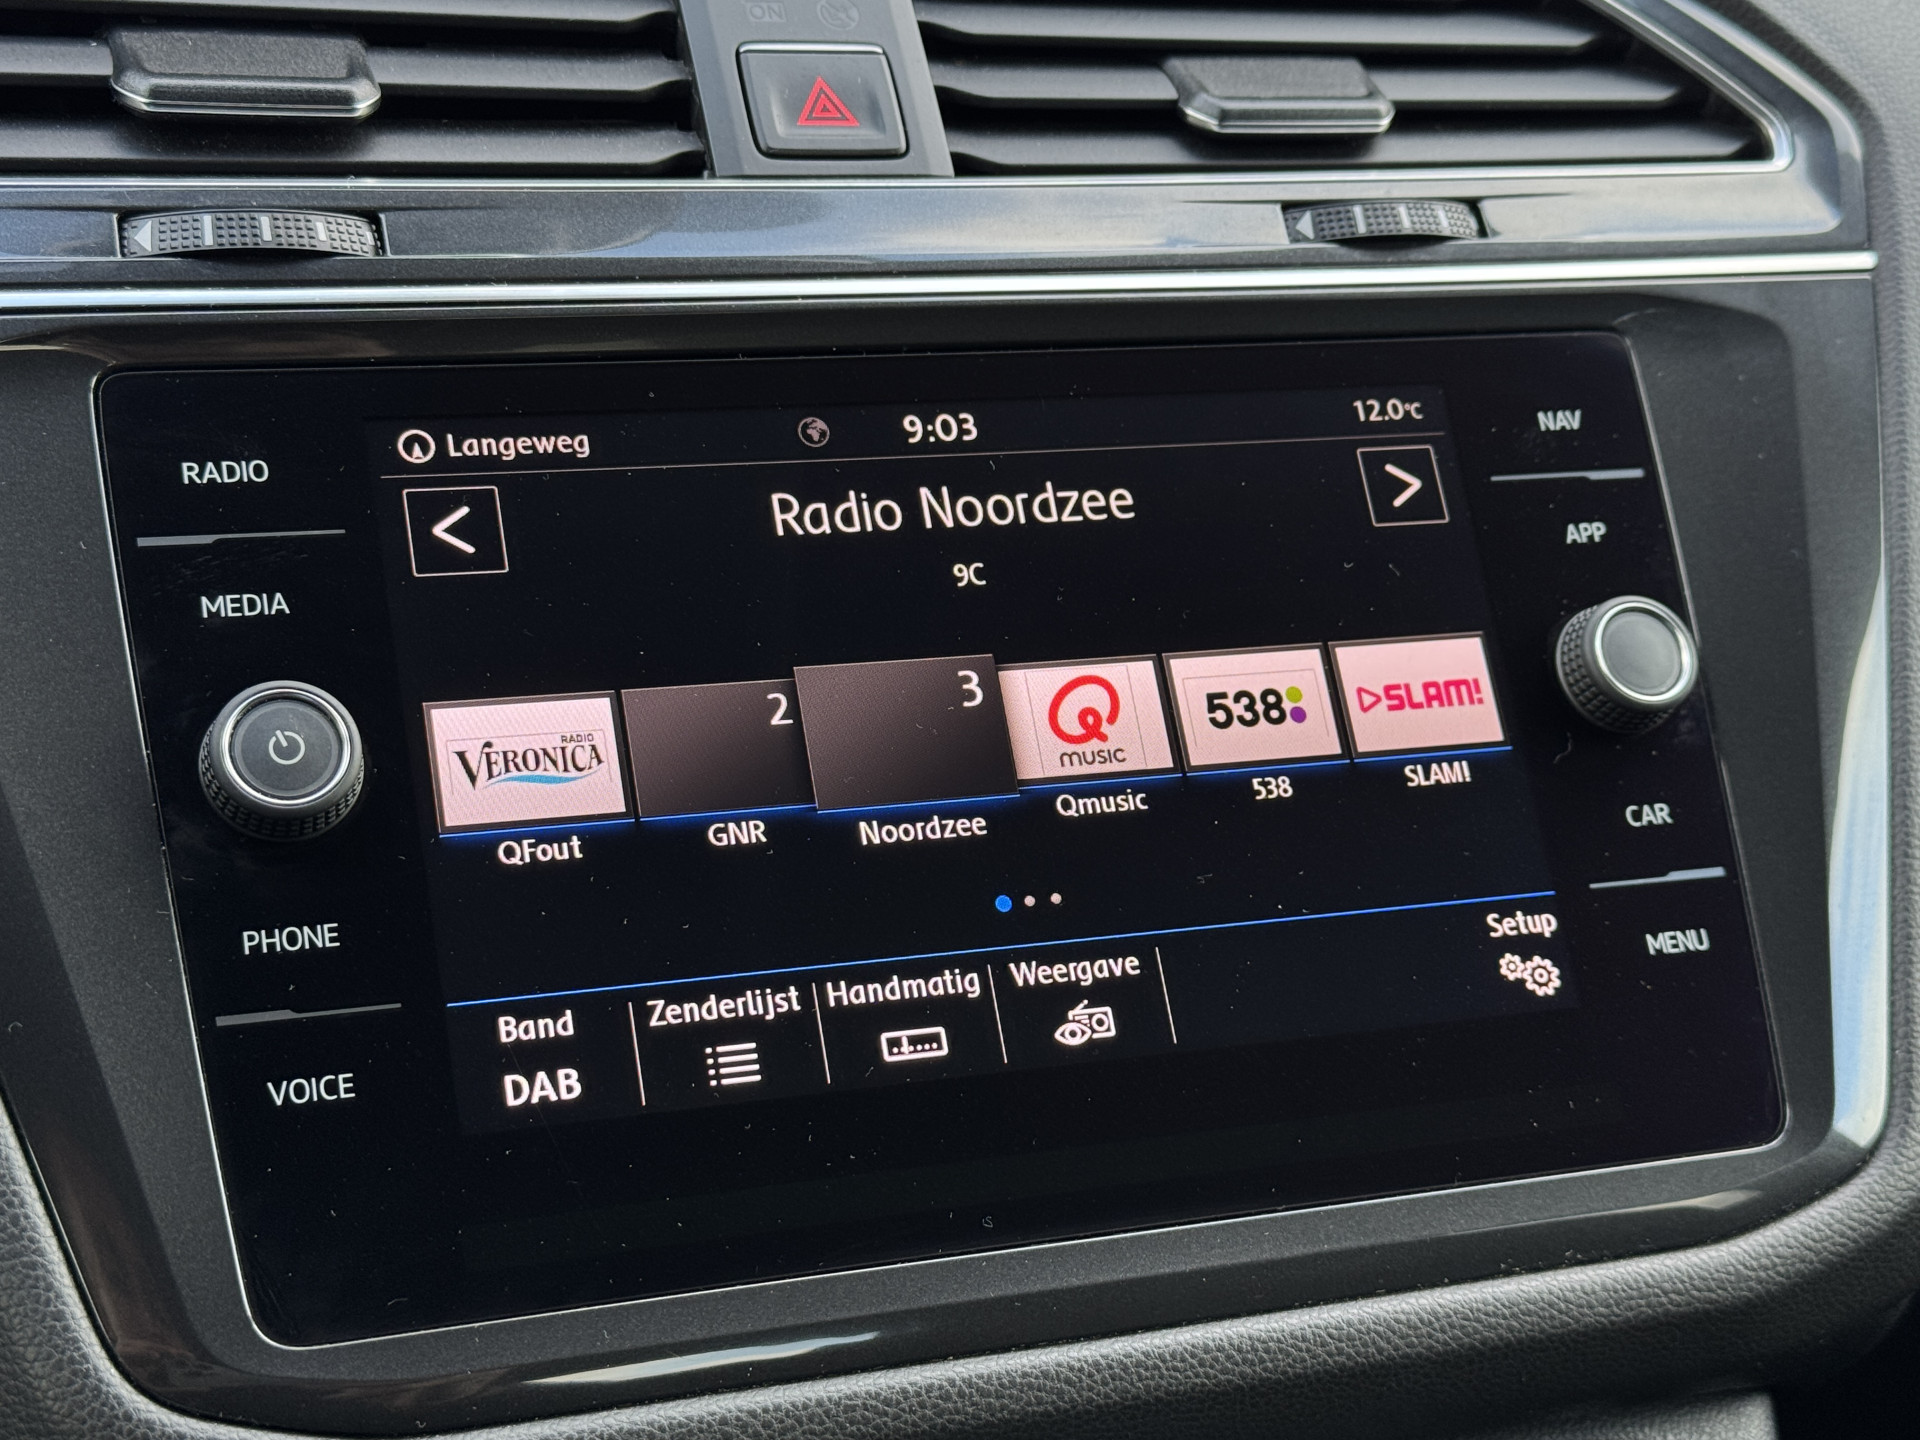 ON
Langeweg
9:03
12.0°C
RADIO
MEDIA
PHONE
VOICE
<
Radio Noordzee
>
9C
RADIO
VERONICA
2
3
Q
MUSIC
538
SLAM!
QFout
GNR
Noordzee
Qmusic
538
SLAM!
Band
DAB
Zenderlijst
Handmatig
Weergave
Setup
NAV
APP
CAR
MENU